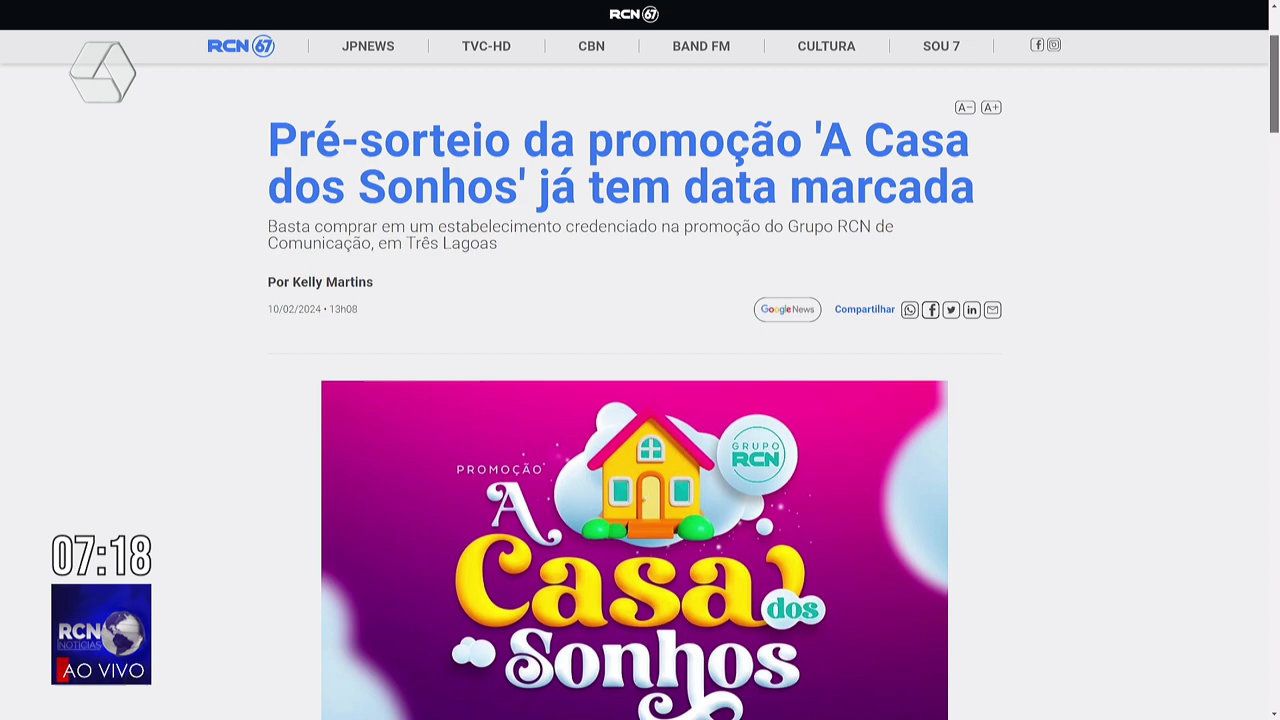 RCN 67
RCN 67
JPNEWS
TVC-HD
CBN
BAND FM
CULTURA
SOU 7
A- A+
Pré-sorteio da promoção 'A Casa
dos Sonhos' já tem data marcada
Basta comprar em um estabelecimento credenciado na promoção do Grupo RCN de
Comunicação, em Três Lagoas
Por Kelly Martins
10/02/2024 • 13h08
Google News
Compartilhar
GRUPO
RCN
PROMOÇÃO
A
Casa
dos
Sonhos
07:18
RCN
NOTÍCIAS
AO VIVO